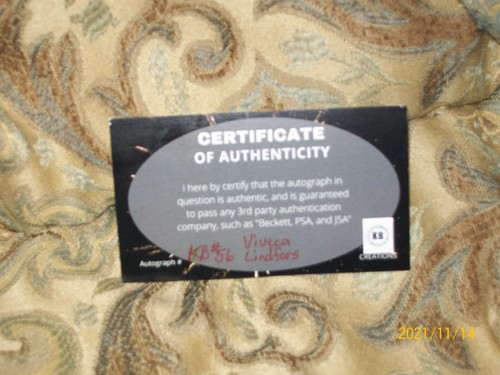 CERTIFICATE
OF AUTHENTICITY
I here by certify that the autograph in
question is authentic, and is guaranteed
to pass any 3rd party authentication
company, such as "Beckett, PSA, and JSA"
Autograph # KB#56 Viveca
Lindfors
KB
CREATIONS
2021/11/14